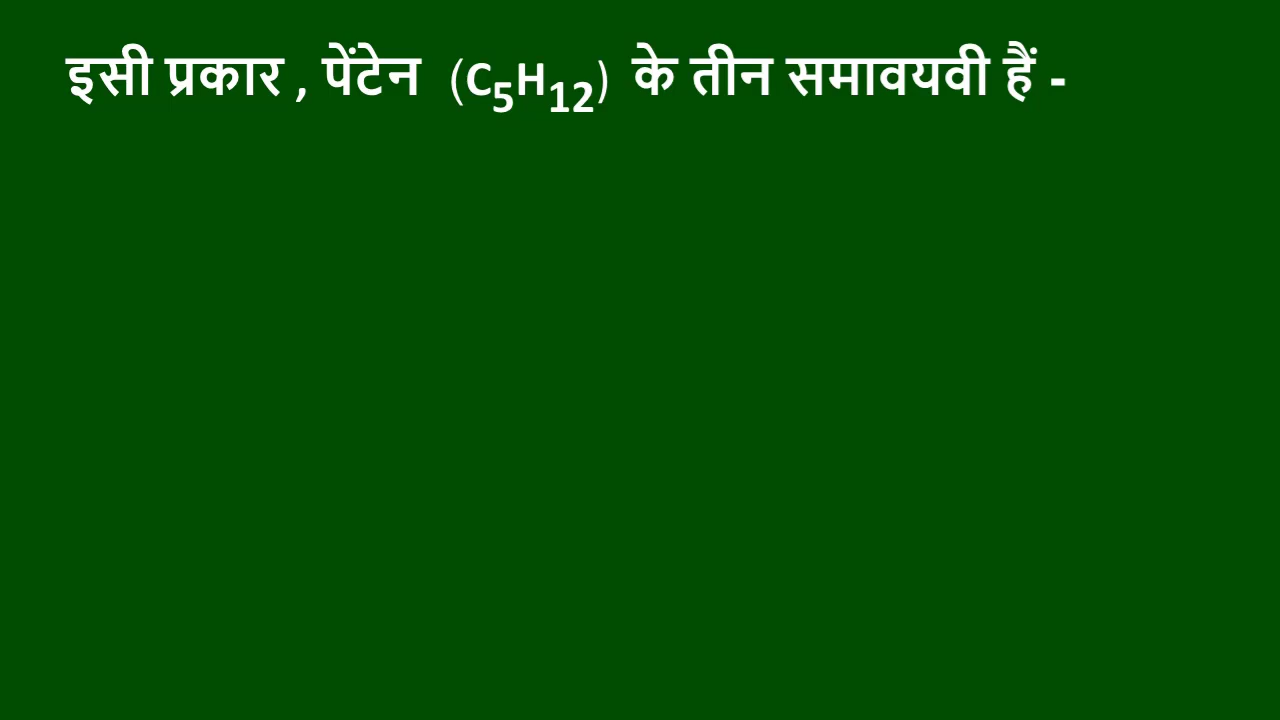 इसी प्रकार , पेंटेन (C₅H₁₂) के तीन समावयवी हैं -